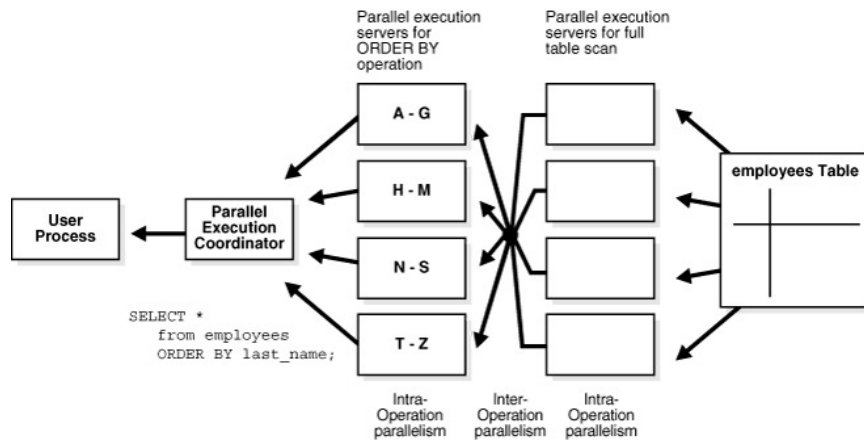 Parallel execution
servers for
ORDER BY
operation
Parallel execution
servers for full
table scan
A - G
H - M
N - S
T - Z
employees Table
User
Process
Parallel
Execution
Coordinator
SELECT *
from employees
ORDER BY last_name;
Intra-
Operation
parallelism
Inter-
Operation
parallelism
Intra-
Operation
parallelism